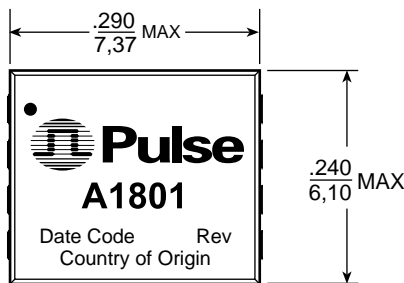 .290
7,37 MAX
Pulse
A1801
Date Code Rev
Country of Origin
.240
6,10 MAX